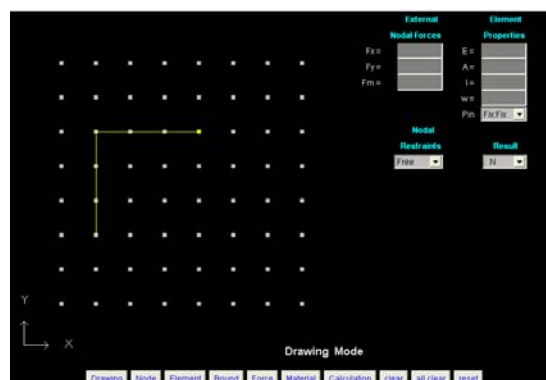 External Element
Nodal Forces Properties
Fx = E =
Fy = A =
Fm = I =
w =
Pin Fix:Fix
Nodal
Restraints Result
Free N
Y
X
Drawing Mode
Drawing Node Element Round Force Material Calculation clear all clear reset